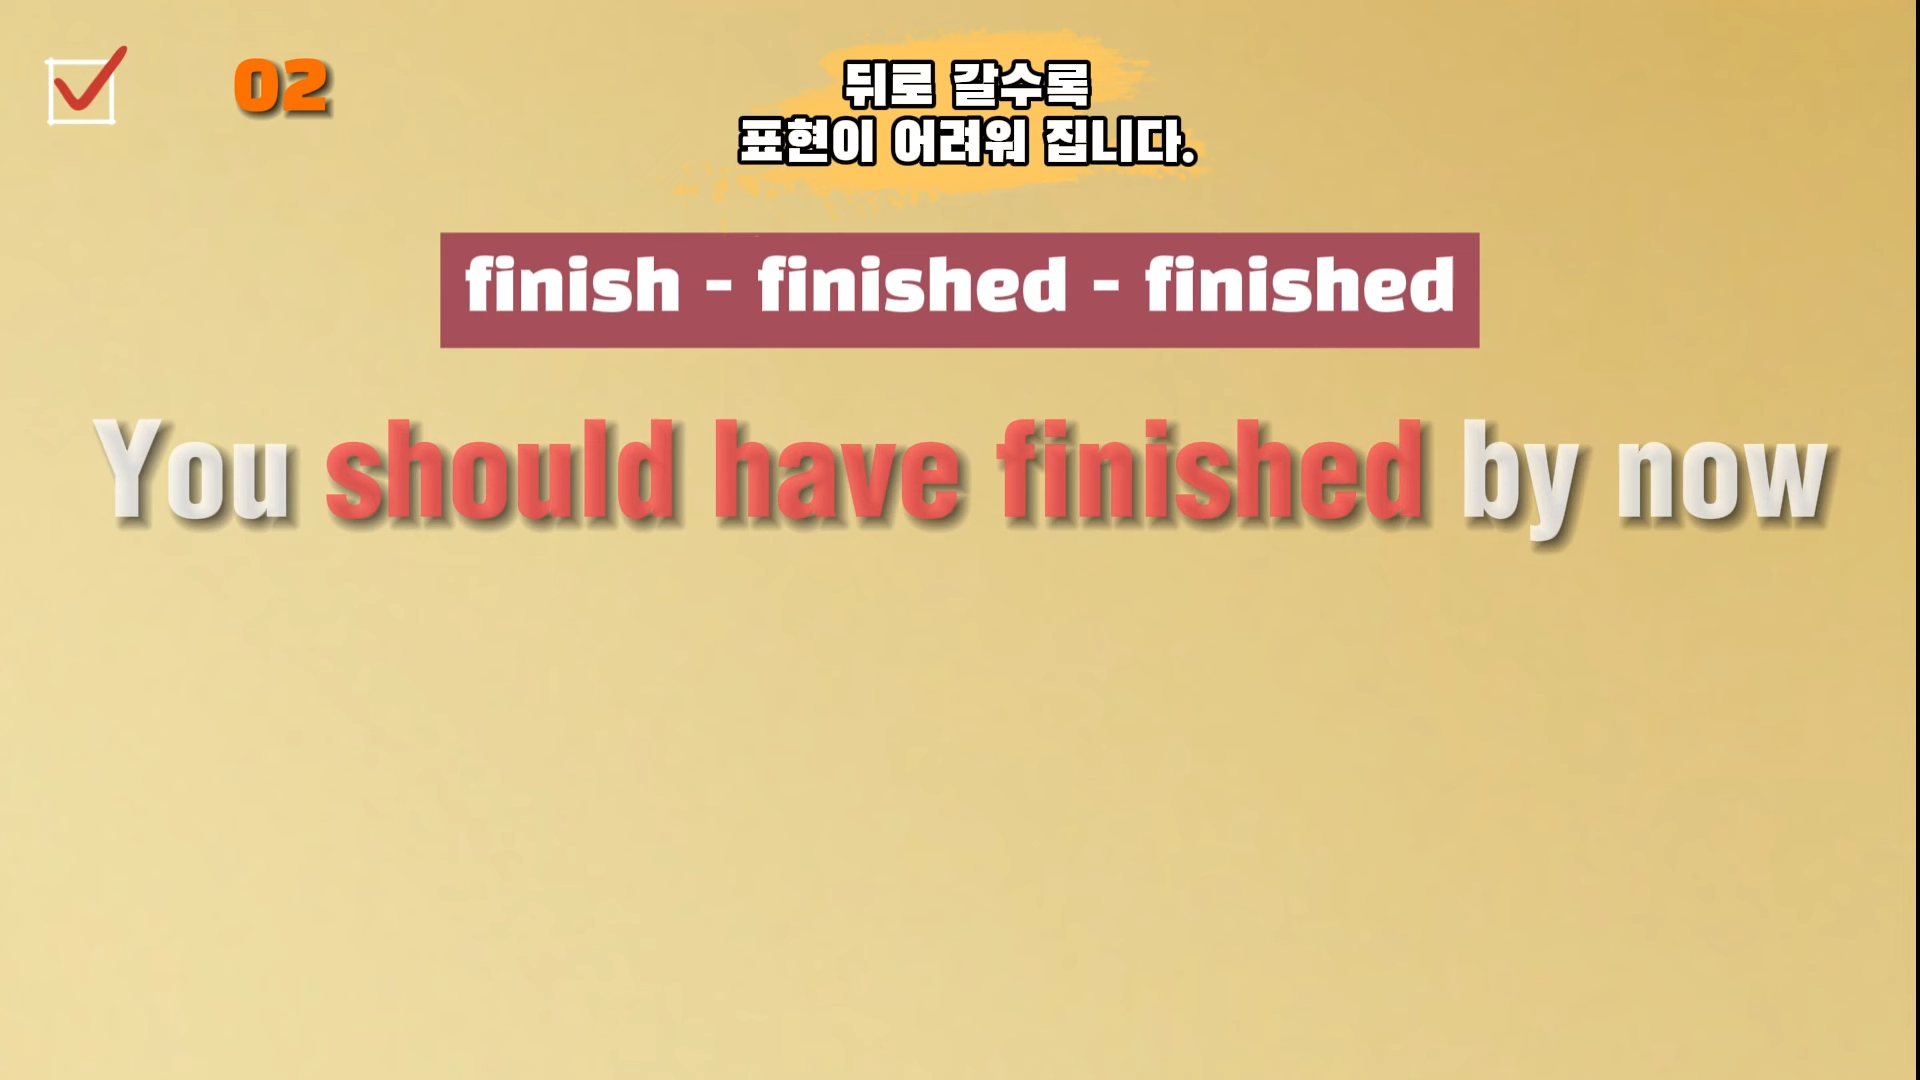 02
뒤로 갈수록
표현이 어려워 집니다.
finish - finished - finished
You should have finished by now